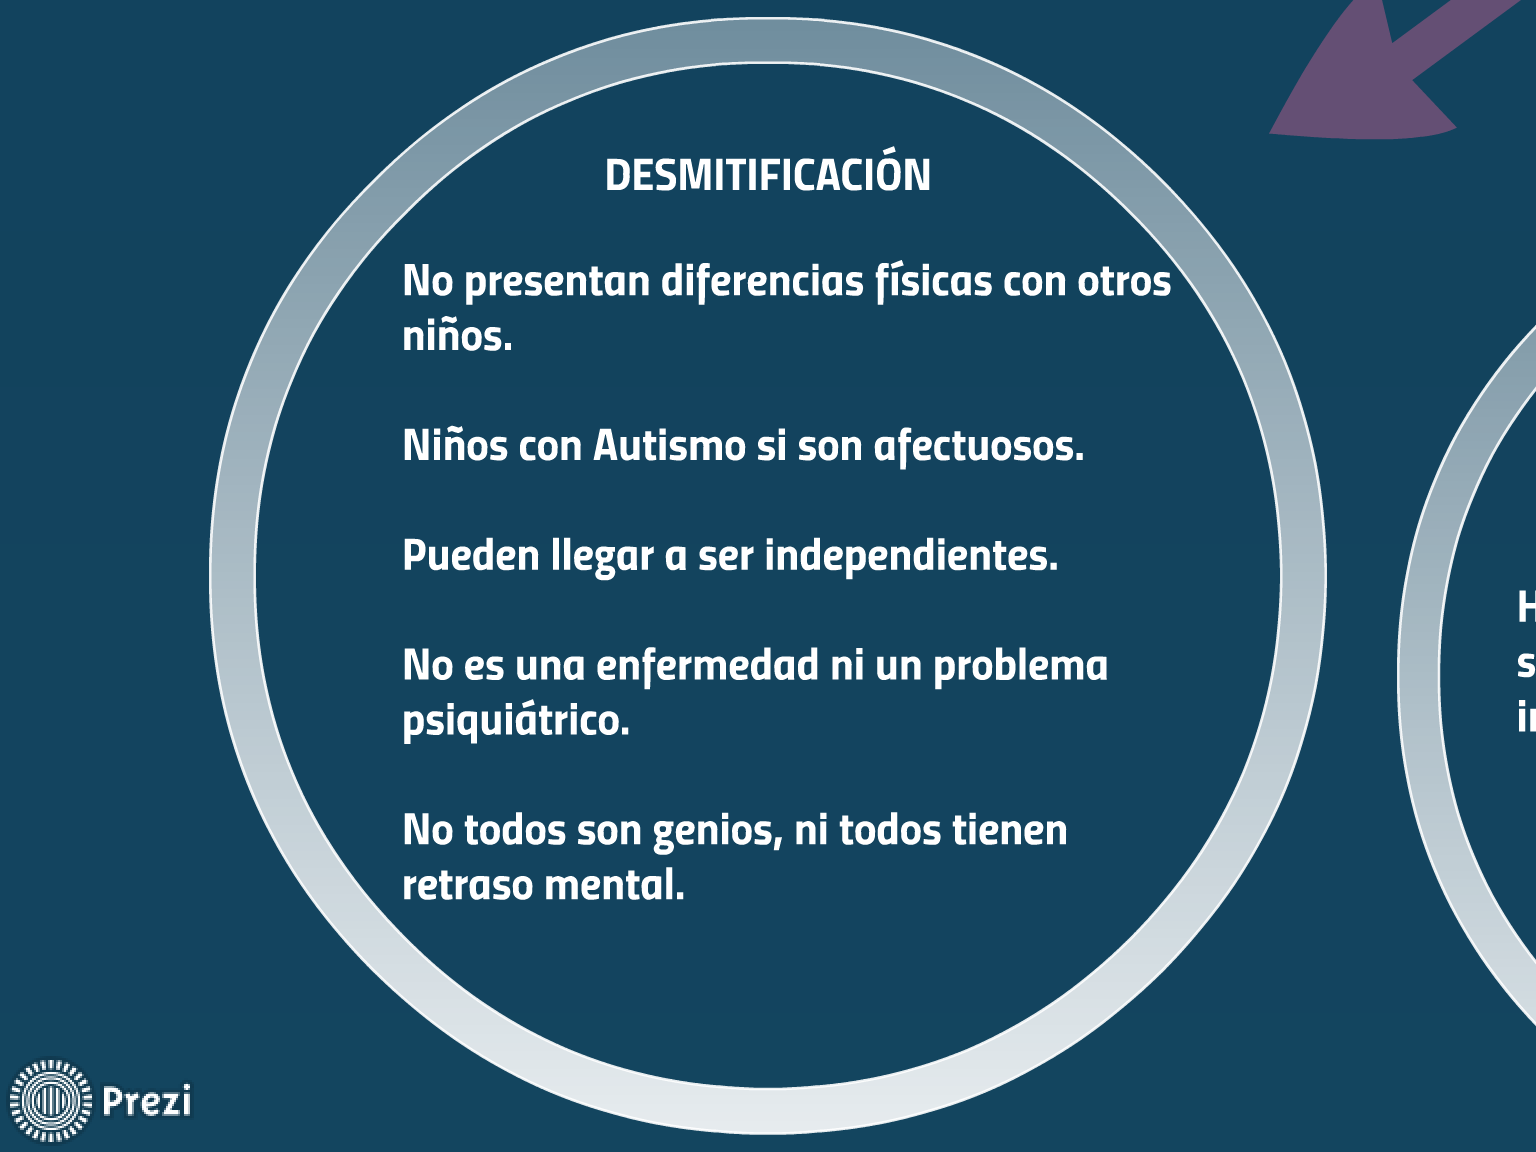 DESMITIFICACIÓN
No presentan diferencias físicas con otros
niños.
Niños con Autismo si son afectuosos.
Pueden llegar a ser independientes.
No es una enfermedad ni un problema
psiquiátrico.
No todos son genios, ni todos tienen
retraso mental.
Prezi